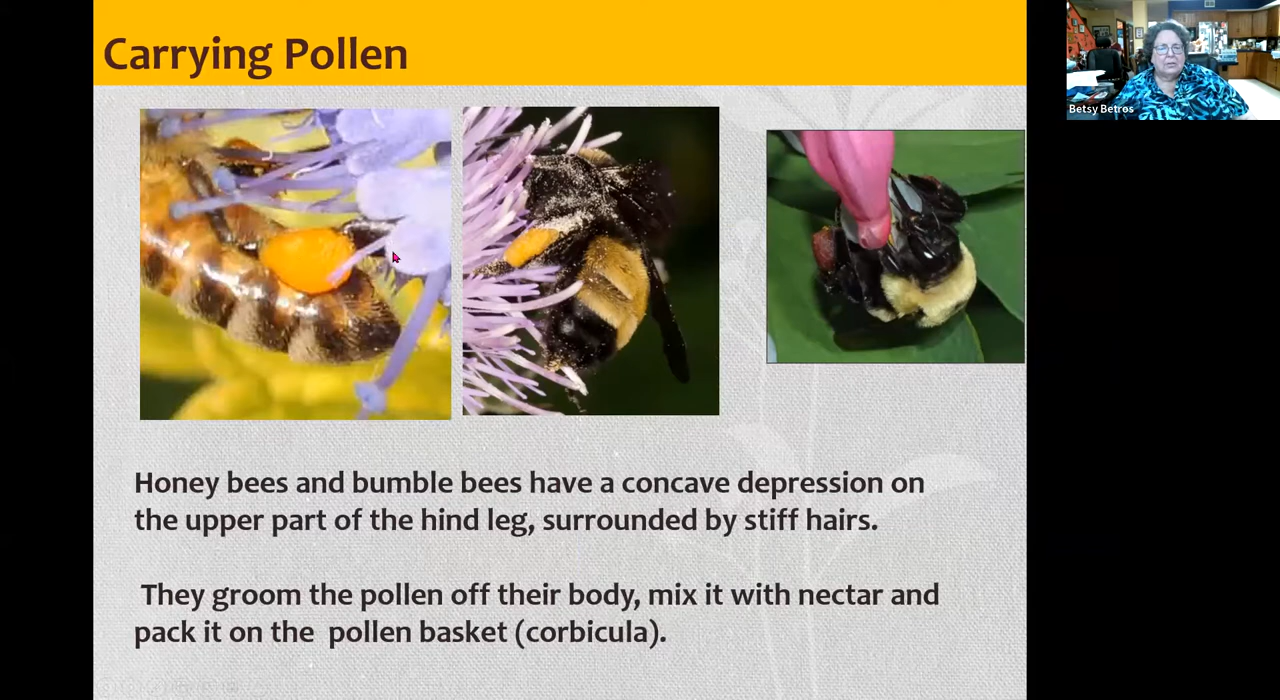 Carrying Pollen
Betsy Betros
Honey bees and bumble bees have a concave depression on
the upper part of the hind leg, surrounded by stiff hairs.
They groom the pollen off their body, mix it with nectar and
pack it on the pollen basket (corbicula).